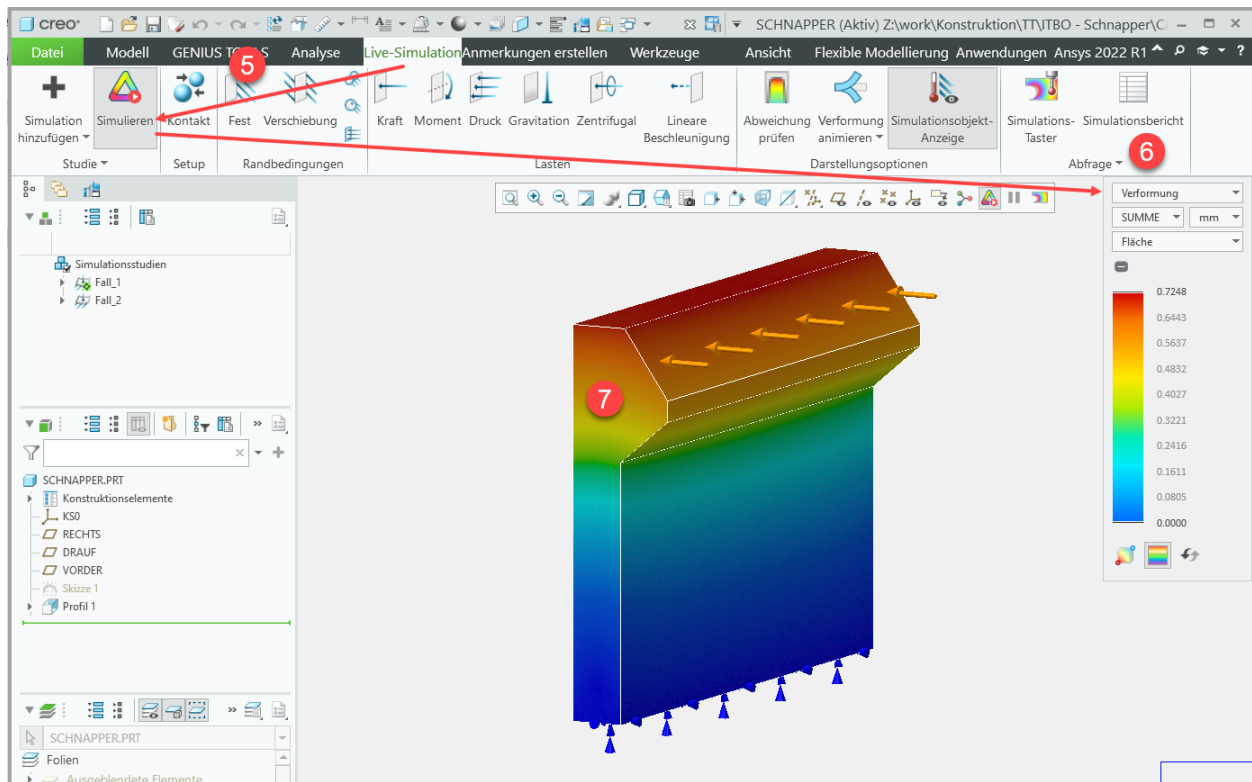 creo
SCHNAPPER (Aktiv) Z:\work\Konstruktion\TT\ITBO - Schnapper\C
Datei Modell GENIUS TOOLS Analyse Live-Simulation Anmerkungen erstellen Werkzeuge Ansicht Flexible Modellierung Anwendungen Ansys 2022 R1
5
Simulation hinzufügen
Simulieren
Kontakt
Fest
Verschiebung
Kraft
Moment
Druck
Gravitation
Zentrifugal
Lineare Beschleunigung
Abweichung prüfen
Verformung animieren
Simulationsobjekt-Anzeige
Simulations-Taster
Simulationsbericht
Studie Setup Randbedingungen Lasten Darstellungsoptionen Abfrage
6
Verformung
SUMME mm
Fläche
Simulationsstudien
Fall_1
Fall_2
0.7248
0.6443
0.5637
0.4832
0.4027
0.3221
0.2416
0.1611
0.0805
0.0000
7
SCHNAPPER.PRT
Konstruktionselemente
KS0
RECHTS
DRAUF
VORDER
Skizze 1
Profil 1
SCHNAPPER.PRT
Folien
Ausgeblendete Elemente